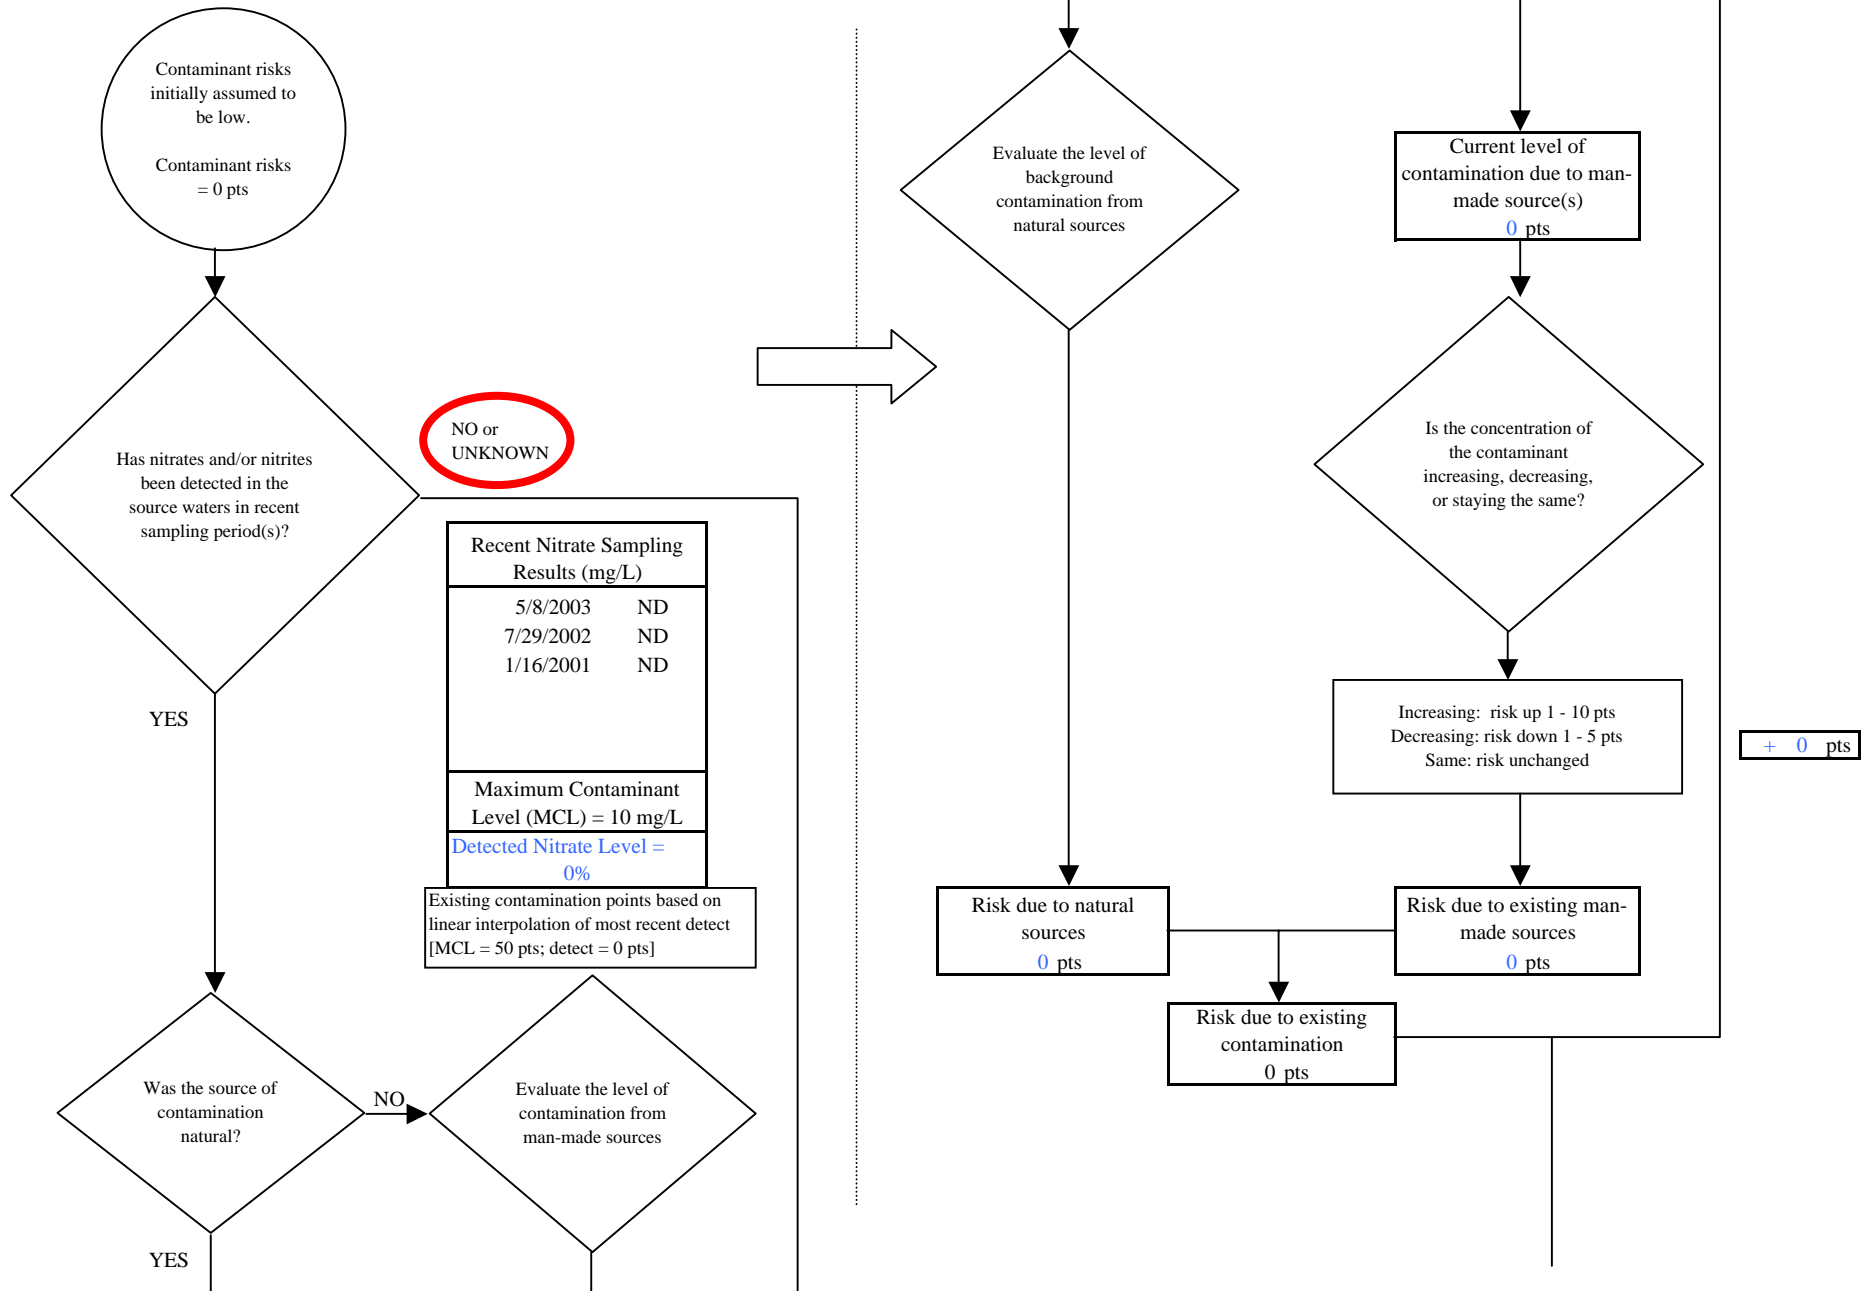 Contaminant risks
initially assumed to
be low.
Contaminant risks
= 0 pts
Has nitrates and/or nitrites
been detected in the
source waters in recent
sampling period(s)?
NO or
UNKNOWN
YES
Recent Nitrate Sampling
Results (mg/L)
5/8/2003 ND
7/29/2002 ND
1/16/2001 ND
Maximum Contaminant
Level (MCL) = 10 mg/L
Detected Nitrate Level =
0%
Existing contamination points based on
linear interpolation of most recent detect
[MCL = 50 pts; detect = 0 pts]
Was the source of
contamination
natural?
NO
YES
Evaluate the level of
contamination from
man-made sources
Evaluate the level of
background
contamination from
natural sources
Current level of
contamination due to man-
made source(s)
0 pts
Is the concentration of
the contaminant
increasing, decreasing,
or staying the same?
Increasing: risk up 1 - 10 pts
Decreasing: risk down 1 - 5 pts
Same: risk unchanged
+ 0 pts
Risk due to natural
sources
0 pts
Risk due to existing man-
made sources
0 pts
Risk due to existing
contamination
0 pts